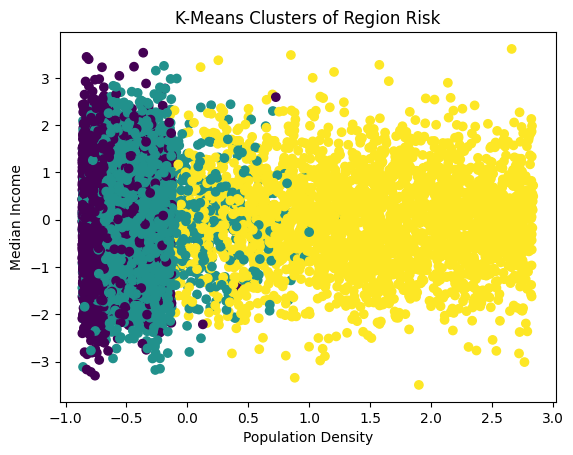 K-Means Clusters of Region Risk
Median Income
3
2
1
0
−1
−2
−3
−1.0 −0.5 0.0 0.5 1.0 1.5 2.0 2.5 3.0
Population Density